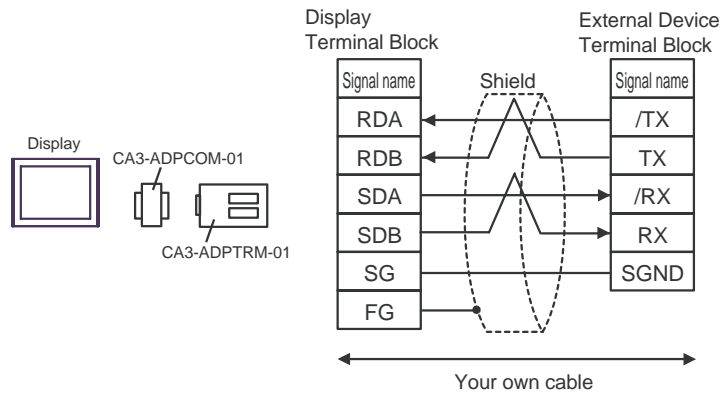 Display
Terminal Block
External Device
Terminal Block
Signal name
Shield
Signal name
RDA
/TX
RDB
TX
SDA
/RX
SDB
RX
SG
SGND
FG
Your own cable
Display
CA3-ADPCOM-01
CA3-ADPTRM-01